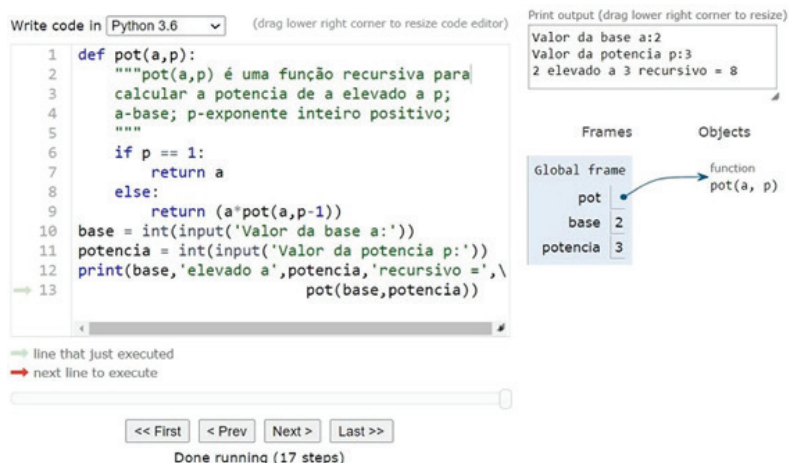 Write code in Python 3.6 (drag lower right corner to resize code editor)
1 def pot(a,p):
2 """pot(a,p) é uma função recursiva para
3 calcular a potencia de a elevado a p;
4 a-base; p-exponente inteiro positivo;
5 """
6 if p == 1:
7 return a
8 else:
9 return (a*pot(a,p-1))
10 base = int(input('Valor da base a:'))
11 potencia = int(input('Valor da potencia p:'))
12 print(base,'elevado a',potencia,'recursivo =',\
13 pot(base,potencia))
line that just executed
next line to execute
<< First < Prev Next > Last >>
Done running (17 steps)
Print output (drag lower right corner to resize)
Valor da base a:2
Valor da potencia p:3
2 elevado a 3 recursivo = 8
Frames Objects
Global frame
pot
base 2
potencia 3
function
pot(a, p)